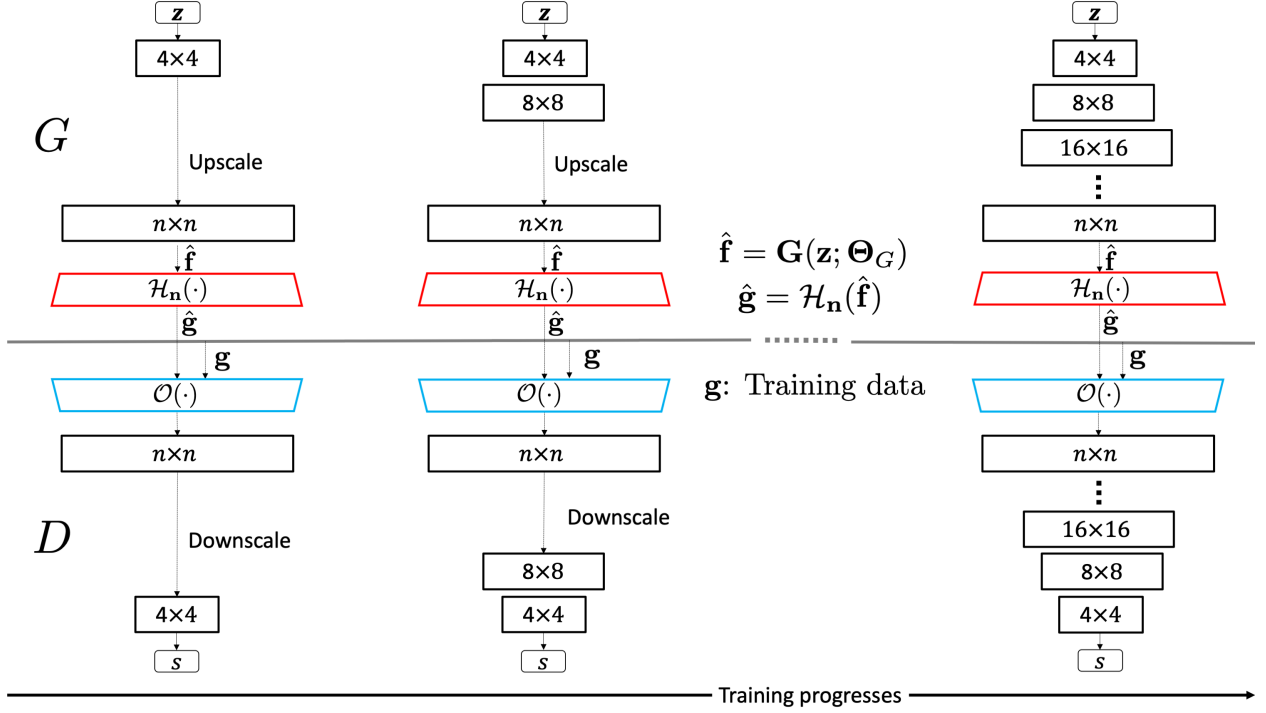 z z z
4×4 4×4 4×4
8×8 8×8
G
16×16
Upscale Upscale
n×n n×n n×n
f̂ f̂ f̂ = G(z; Θ_G) f̂
ℋ_n(·) ℋ_n(·) ĝ = ℋ_n(f̂) ℋ_n(·)
ĝ ĝ ĝ
g g g
𝒪(·) 𝒪(·) g: Training data 𝒪(·)
n×n n×n n×n
D
Downscale Downscale 16×16
8×8 8×8
4×4 4×4 4×4
s s s
Training progresses